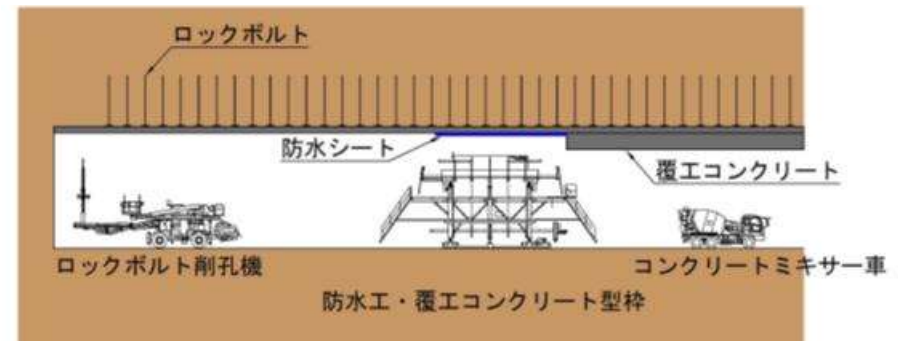 ロックボルト
防水シート
覆工コンクリート
ロックボルト削孔機
コンクリートミキサー車
防水工・覆工コンクリート型枠